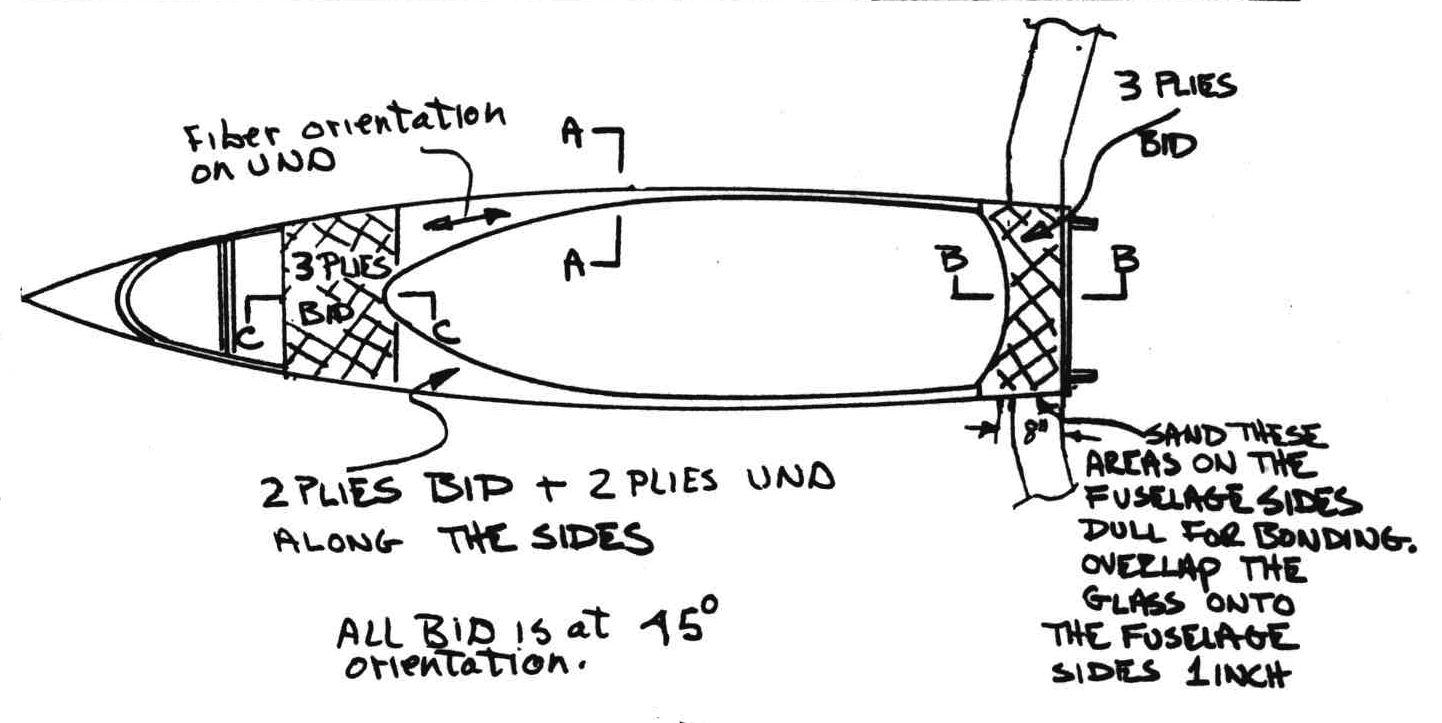 3 PLIES
BID
Fiber orientation
on UND
A
A
B
B
3 PLIES
BID
C
C
8"
2 PLIES BID + 2 PLIES UND
ALONG THE SIDES
SAND THESE
AREAS ON THE
FUSELAGE SIDES
DULL FOR BONDING.
OVERLAP THE
GLASS ONTO
THE FUSELAGE
SIDES 1 INCH
ALL BID IS at 45°
orientation.